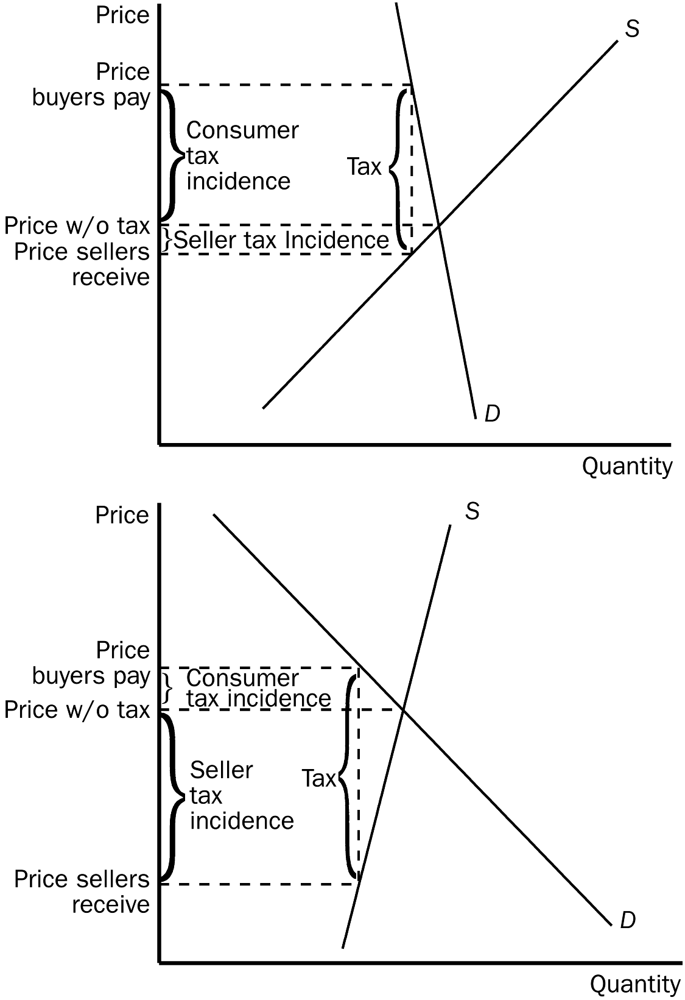 Price
S
Price
buyers pay
Consumer
tax
incidence
Tax
Price w/o tax
Seller tax Incidence
Price sellers
receive
D
Quantity
Price
S
Price
buyers pay
Consumer
tax incidence
Price w/o tax
Seller
tax
incidence
Tax
Price sellers
receive
D
Quantity